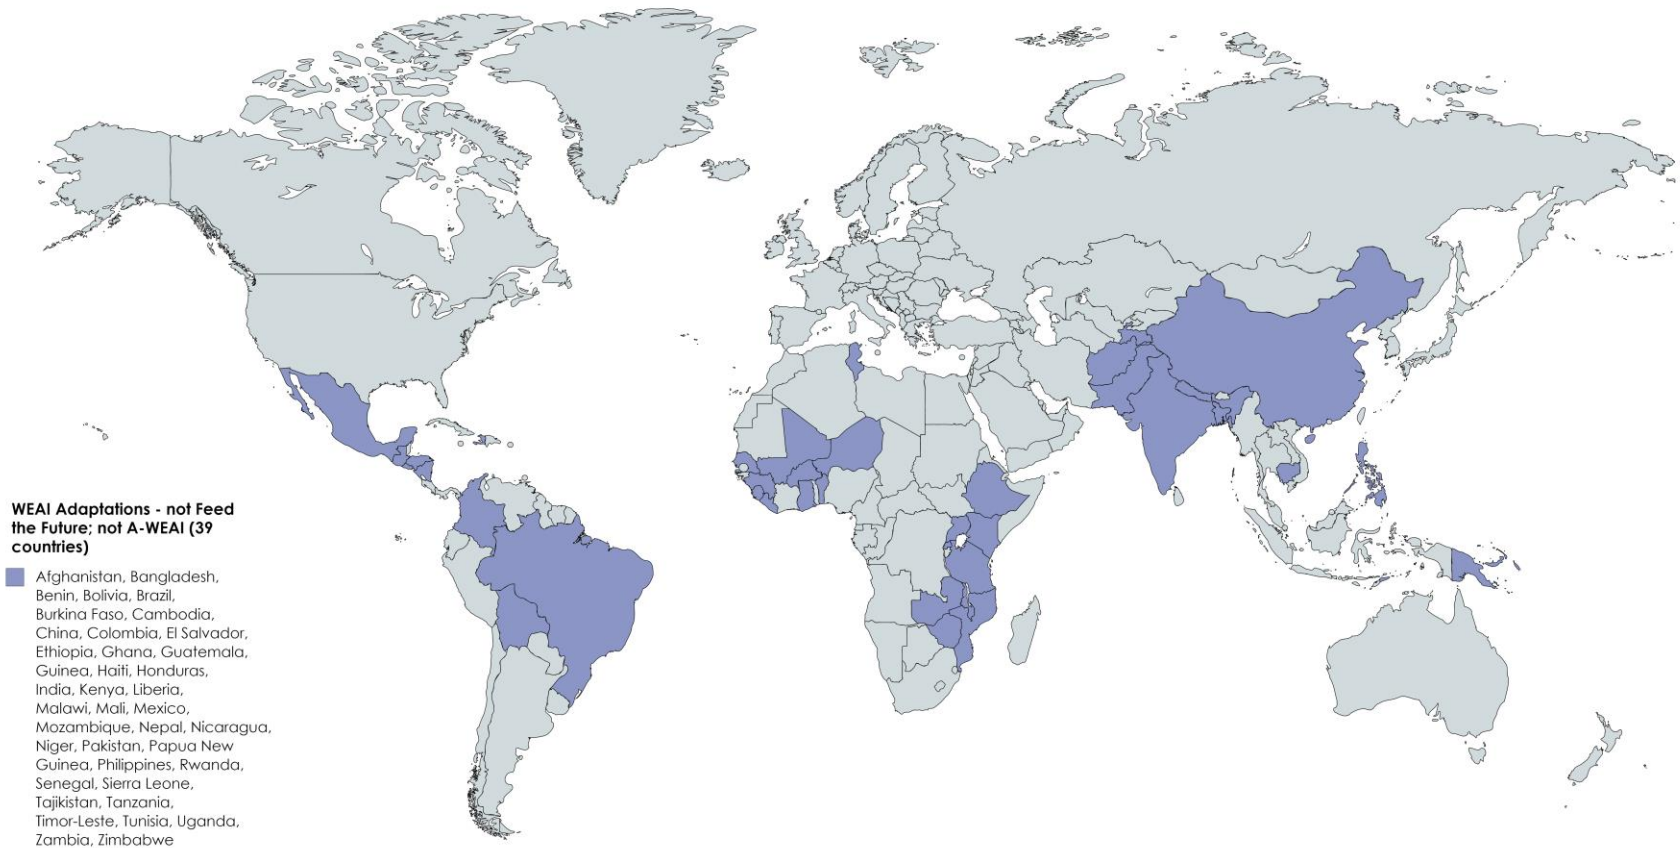 WEAI Adaptations - not Feed
the Future; not A-WEAI (39
countries)
Afghanistan, Bangladesh,
Benin, Bolivia, Brazil,
Burkina Faso, Cambodia,
China, Colombia, El Salvador,
Ethiopia, Ghana, Guatemala,
Guinea, Haiti, Honduras,
India, Kenya, Liberia,
Malawi, Mali, Mexico,
Mozambique, Nepal, Nicaragua,
Niger, Pakistan, Papua New
Guinea, Philippines, Rwanda,
Senegal, Sierra Leone,
Tajikistan, Tanzania,
Timor-Leste, Tunisia, Uganda,
Zambia, Zimbabwe